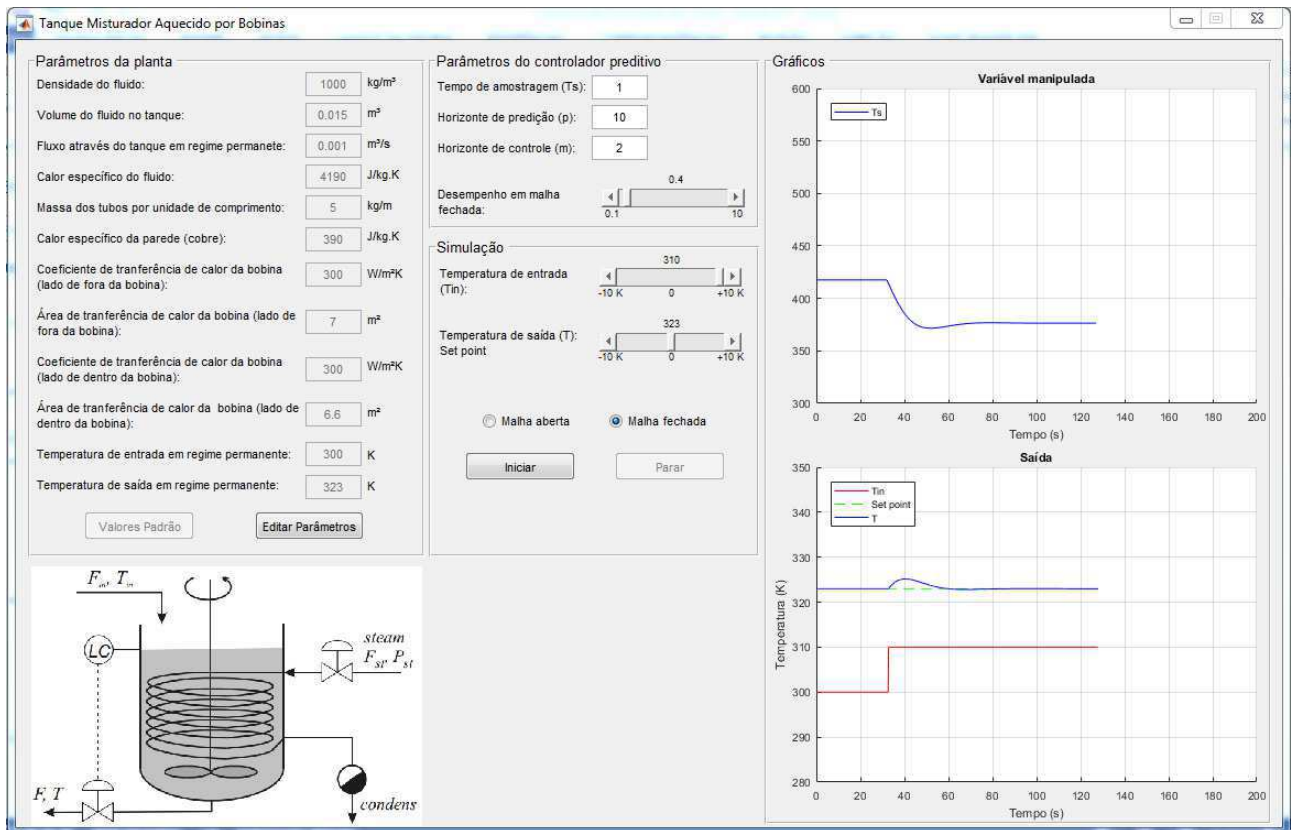 Tanque Misturador Aquecido por Bobinas
Parâmetros da planta
Densidade do fluido: 1000 kg/m³
Volume do fluido no tanque: 0.015 m³
Fluxo através do tanque em regime permanete: 0.001 m³/s
Calor específico do fluido: 4190 J/kg.K
Massa dos tubos por unidade de comprimento: 5 kg/m
Calor específico da parede (cobre): 390 J/kg.K
Coeficiente de tranferência de calor da bobina
(lado de fora da bobina): 300 W/m²K
Área de tranferência de calor da bobina (lado de
fora da bobina): 7 m²
Coeficiente de tranferência de calor da bobina
(lado de dentro da bobina): 300 W/m²K
Área de tranferência de calor da bobina (lado de
dentro da bobina): 6.6 m²
Temperatura de entrada em regime permanente: 300 K
Temperatura de saída em regime permanente: 323 K
Valores Padrão
Editar Parâmetros
Parâmetros do controlador preditivo
Tempo de amostragem (Ts): 1
Horizonte de predição (p): 10
Horizonte de controle (m): 2
0.4
Desempenho em malha
fechada:
0.1 10
Simulação
310
Temperatura de entrada
(Tin):
-10 K 0 +10 K
323
Temperatura de saída (T):
Set point
-10 K 0 +10 K
Malha aberta
Malha fechada
Iniciar
Parar
Gráficos
Variável manipulada
600
550
500
450
400
350
300
Ts
0 20 40 60 80 100 120 140 160 180 200
Tempo (s)
Saída
350
340
330
320
310
300
290
280
Temperatura (K)
Tin
Set point
T
0 20 40 60 80 100 120 140 160 180 200
Tempo (s)
F_in, T_in
LC
steam
F_st, P_st
F, T
condens